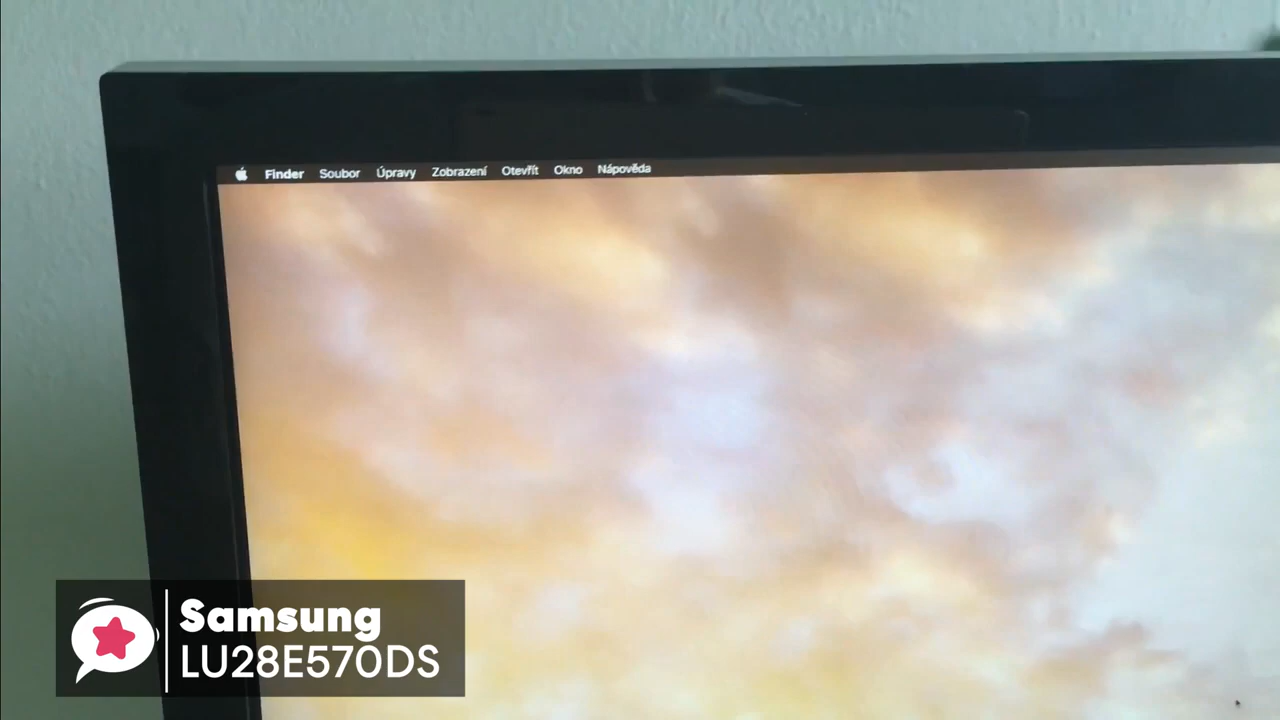 Finder Soubor Úpravy Zobrazení Otevřít Okno Nápověda
Samsung
LU28E570DS